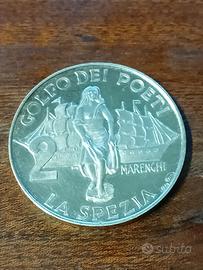 GOLFO DEI POETI
2
MARENGHI
LA SPEZIA
subito